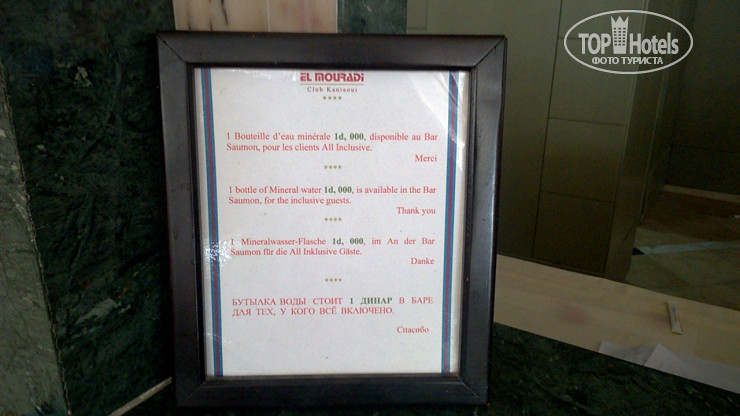 TOP Hotels
ФОТО ТУРИСТА
EL MOURADI
Club Kantaoui
****
1 Bouteille d'eau minérale 1d, 000, disponible au Bar
Saumon, pour les clients All Inclusive.
Merci
****
1 bottle of Mineral water 1d, 000, is available in the Bar
Saumon, for the inclusive guests.
Thank you
****
1 Mineralwasser-Flasche 1d, 000, im An der Bar
Saumon für die All Inklusive Gäste.
Danke
****
БУТЫЛКА ВОДЫ СТОИТ 1 ДИНАР В БАРЕ
ДЛЯ ТЕХ, У КОГО ВСЁ ВКЛЮЧЕНО.
Спасибо